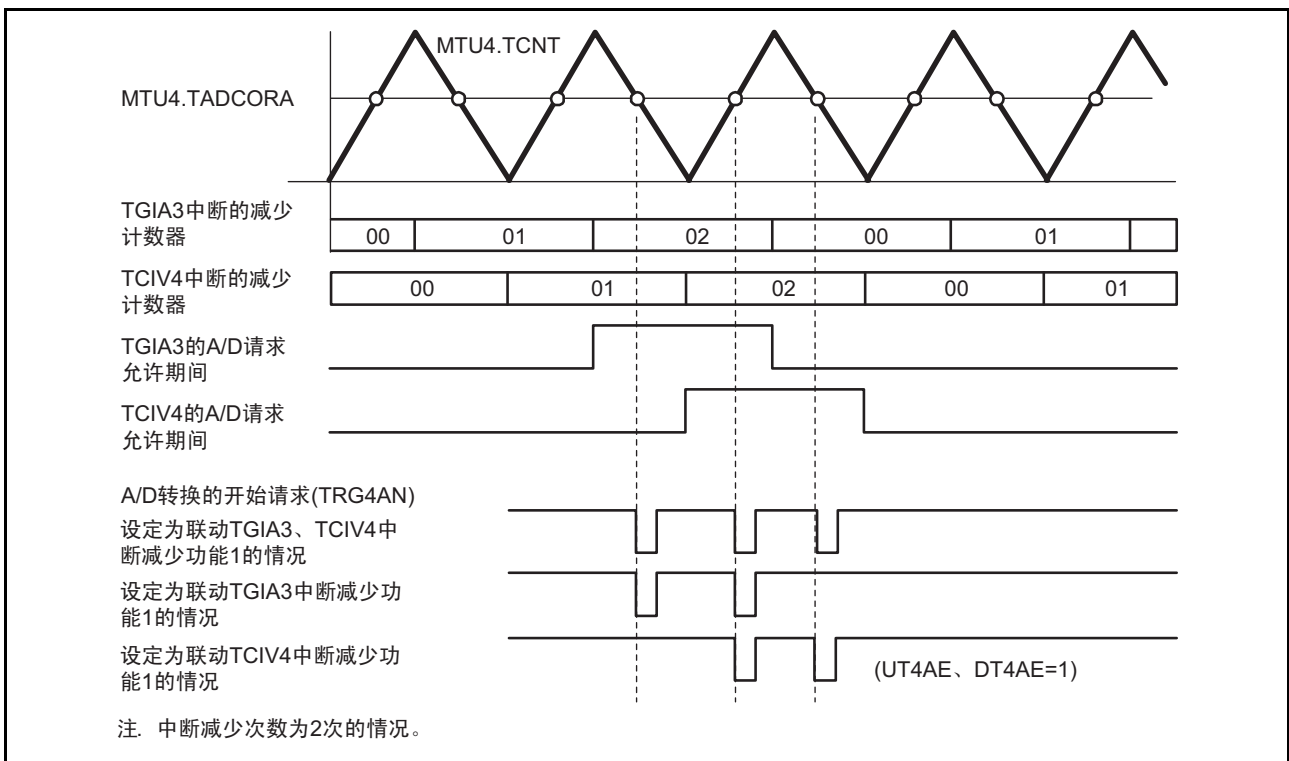 MTU4.TCNT
MTU4.TADCORA
TGIA3中断的减少
计数器
00 01 02 00 01
TCIV4中断的减少
计数器
00 01 02 00 01
TGIA3的A/D请求
允许期间
TCIV4的A/D请求
允许期间
A/D转换的开始请求(TRG4AN)
设定为联动TGIA3、TCIV4中
断减少功能1的情况
设定为联动TGIA3中断减少功
能1的情况
设定为联动TCIV4中断减少功
能1的情况
(UT4AE、DT4AE=1)
注. 中断减少次数为2次的情况。